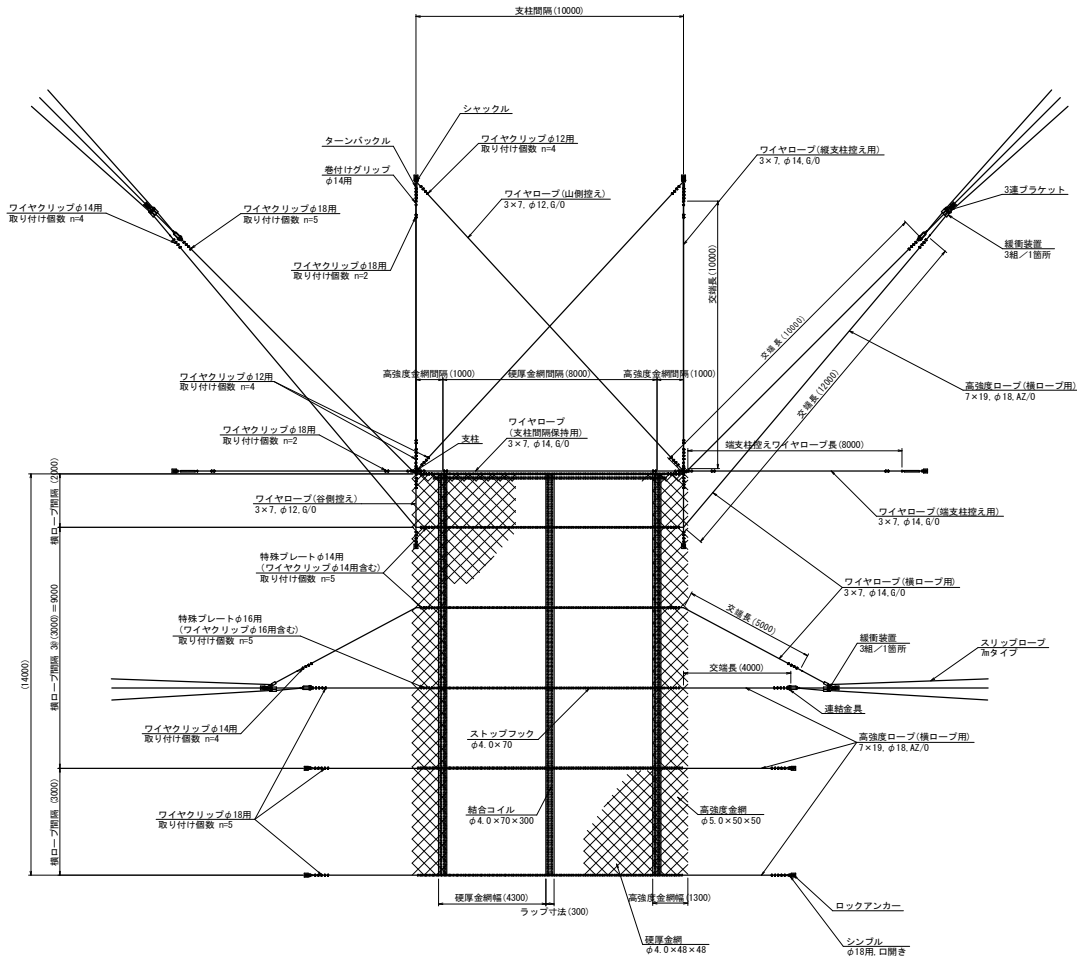 支柱間隔(10000)
シャックル
ターンバックル
ワイヤクリップφ12用
取り付け個数 n=4
巻付けグリップ
φ14用
ワイヤロープ(山側控え)
3×7, φ12, G/O
ワイヤロープ(縦支柱控え用)
3×7, φ14, G/O
3連ブラケット
緩衝装置
3組/1箇所
ワイヤクリップφ14用
取り付け個数 n=4
ワイヤクリップφ18用
取り付け個数 n=5
ワイヤクリップφ18用
取り付け個数 n=2
交端長(10000)
交端長(10000)
交端長(12000)
ワイヤクリップφ12用
取り付け個数 n=4
高強度金網間隔(1000)
硬厚金網間隔(8000)
高強度金網間隔(1000)
高強度ロープ(横ロープ用)
7×19, φ18, AZ/O
ワイヤクリップφ18用
取り付け個数 n=2
支柱
ワイヤロープ
(支柱間隔保持用)
3×7, φ14, G/O
端支柱控えワイヤロープ長(8000)
横ロープ間隔 (2000)
ワイヤロープ(谷側控え)
3×7, φ12, G/O
ワイヤロープ(端支柱控え用)
3×7, φ14, G/O
特殊プレートφ14用
(ワイヤクリップφ14用含む)
取り付け個数 n=5
ワイヤロープ(横ロープ用)
3×7, φ14, G/O
特殊プレートφ16用
(ワイヤクリップφ16用含む)
取り付け個数 n=5
交端長(5000)
緩衝装置
3組/1箇所
スリップロープ
7mタイプ
横ロープ間隔 3@(3000)=9000
(14000)
交端長(4000)
連結金具
ワイヤクリップφ14用
取り付け個数 n=4
ストップフック
φ4.0×70
高強度ロープ(横ロープ用)
7×19, φ18, AZ/O
横ロープ間隔 (3000)
ワイヤクリップφ18用
取り付け個数 n=5
結合コイル
φ4.0×70×300
高強度金網
φ5.0×50×50
硬厚金網幅(4300)
ラップ寸法(300)
高強度金網幅(1300)
ロックアンカー
硬厚金網
φ4.0×48×48
シンブル
φ18用, 口開き